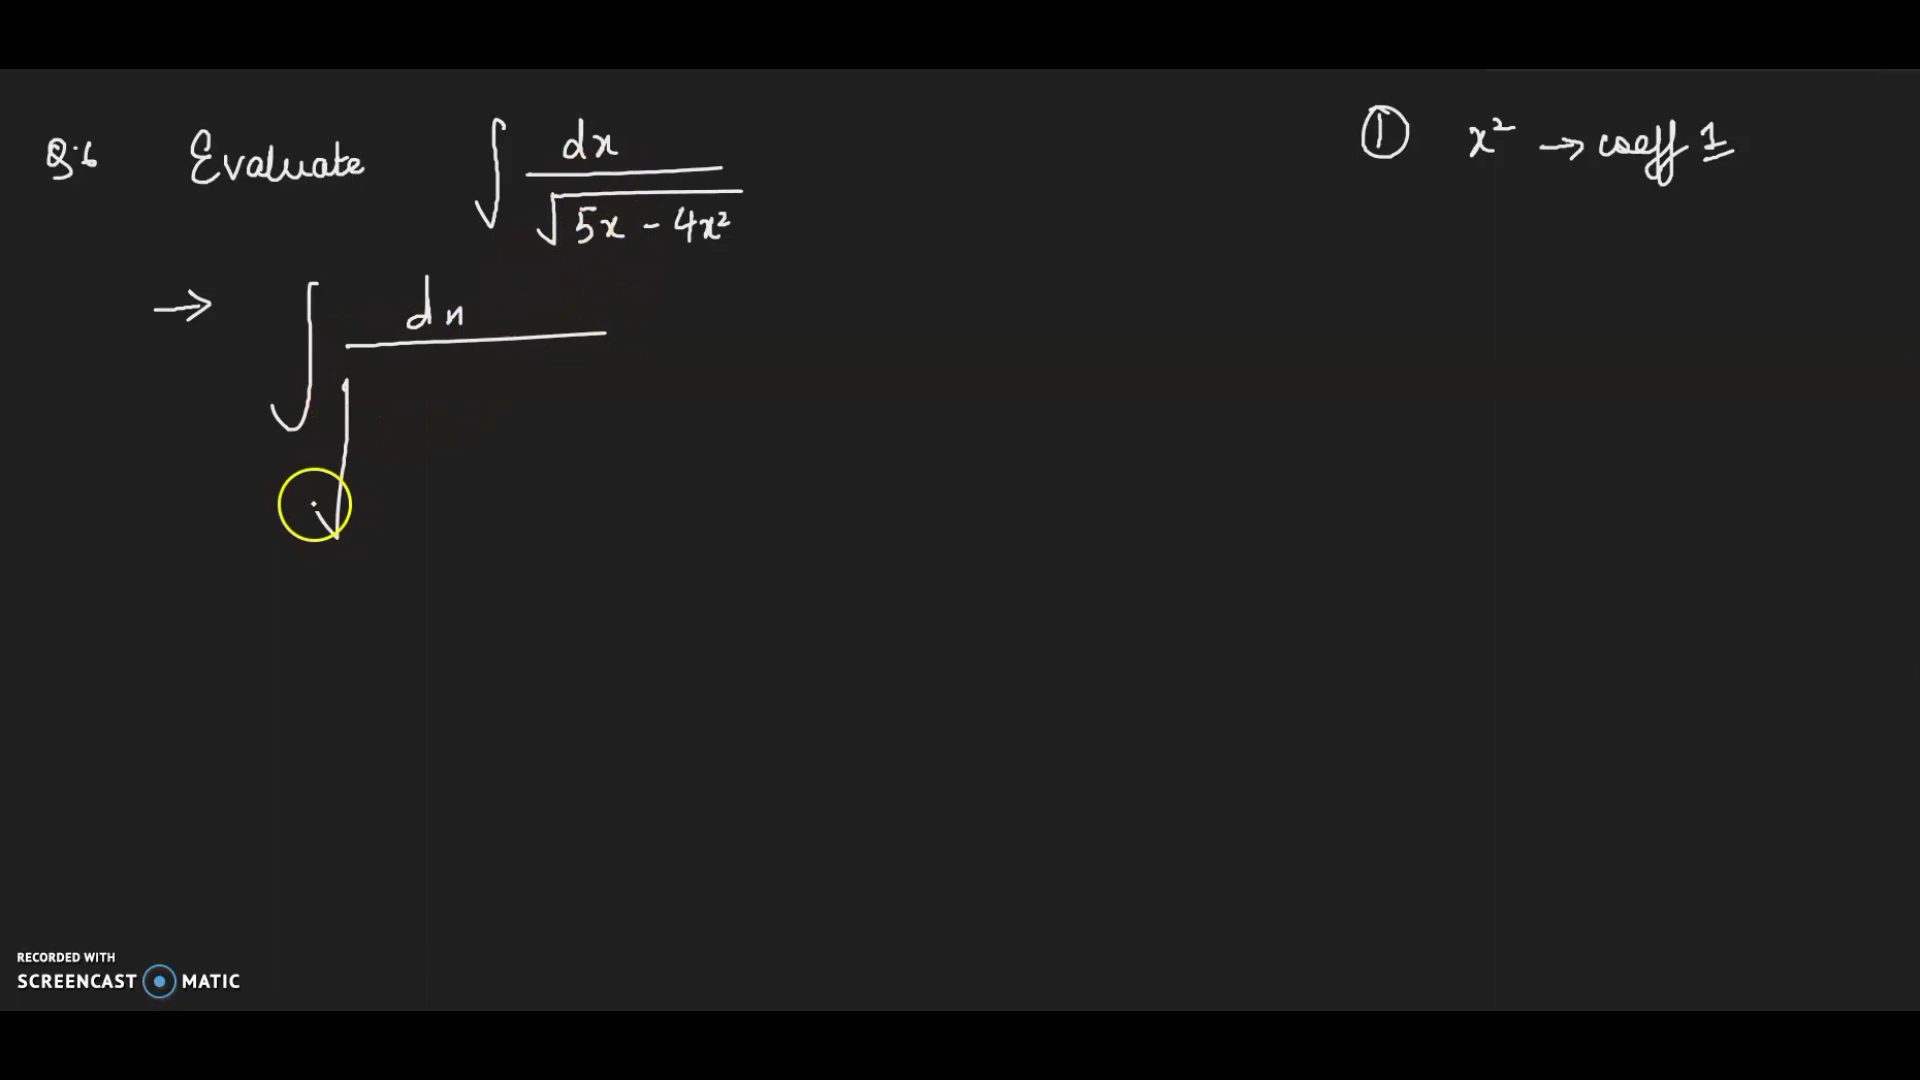 Q.6 Evaluate ∫ dx / √(5x - 4x²)
① x² → coeff 1
→ ∫ dx / √
RECORDED WITH
SCREENCAST MATIC